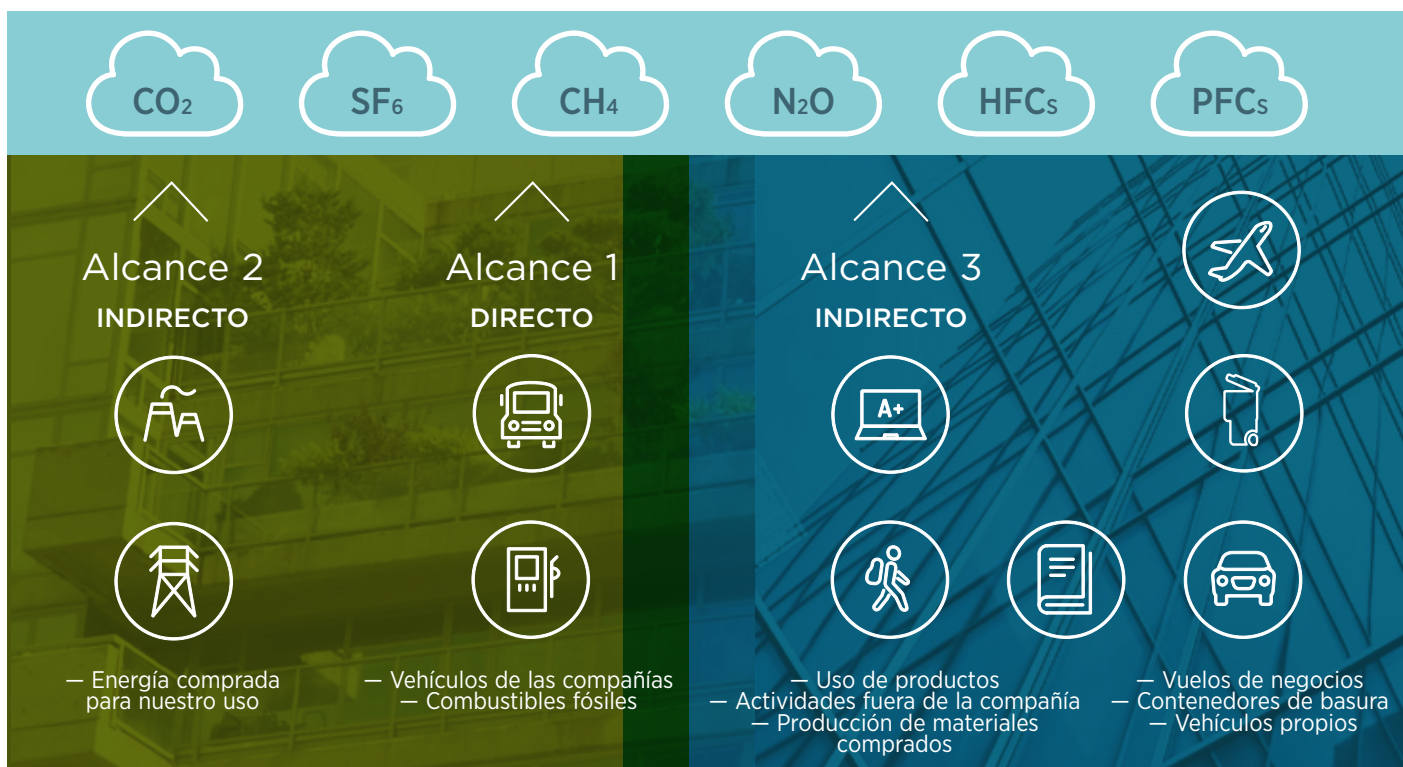 CO₂
SF₆
CH₄
N₂O
HFCs
PFCs
Alcance 2
INDIRECTO
— Energía comprada
para nuestro uso
Alcance 1
DIRECTO
— Vehículos de las compañías
— Combustibles fósiles
Alcance 3
INDIRECTO
A+
— Uso de productos
— Actividades fuera de la compañía
— Producción de materiales
comprados
— Vuelos de negocios
— Contenedores de basura
— Vehículos propios